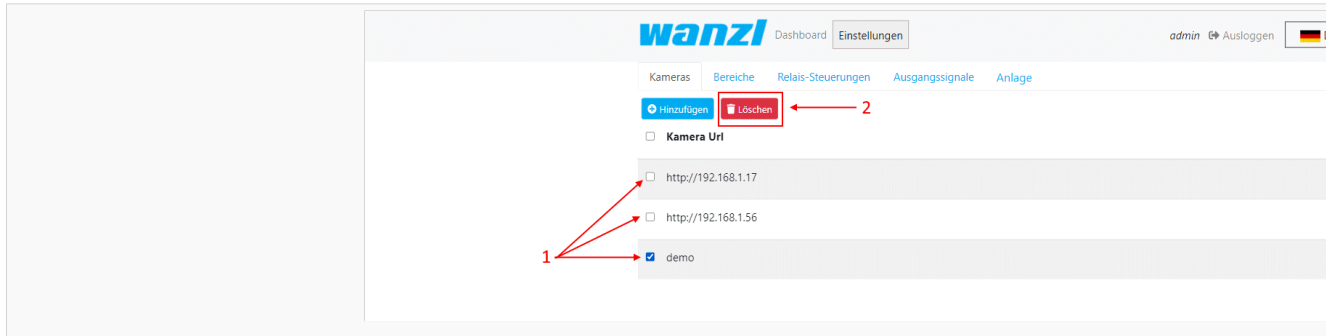 wanzl Dashboard Einstellungen admin Ausloggen
Kameras Bereiche Relais-Steuerungen Ausgangssignale Anlage
Hinzufügen Löschen 2
Kamera Url
http://192.168.1.17
http://192.168.1.56
1 demo